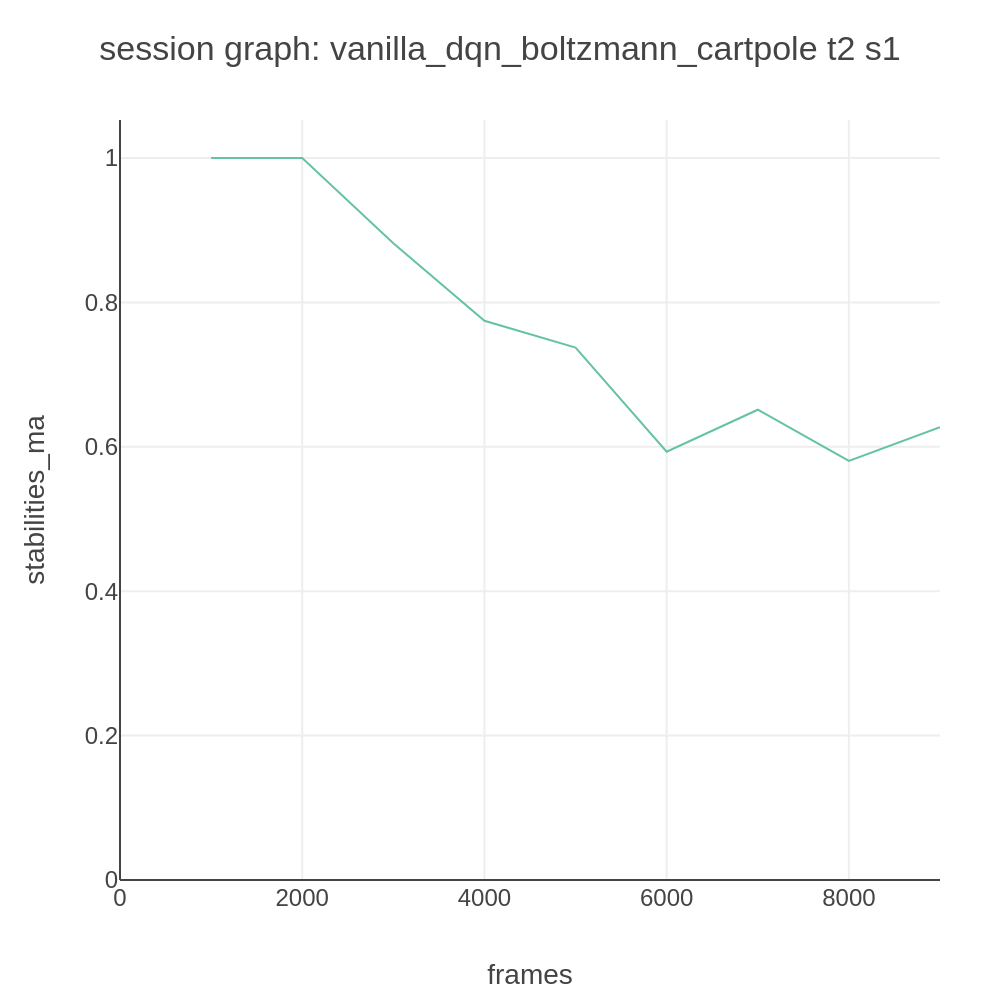 session graph: vanilla_dqn_boltzmann_cartpole t2 s1
stabilities_ma
1
0.8
0.6
0.4
0.2
0
0 2000 4000 6000 8000
frames